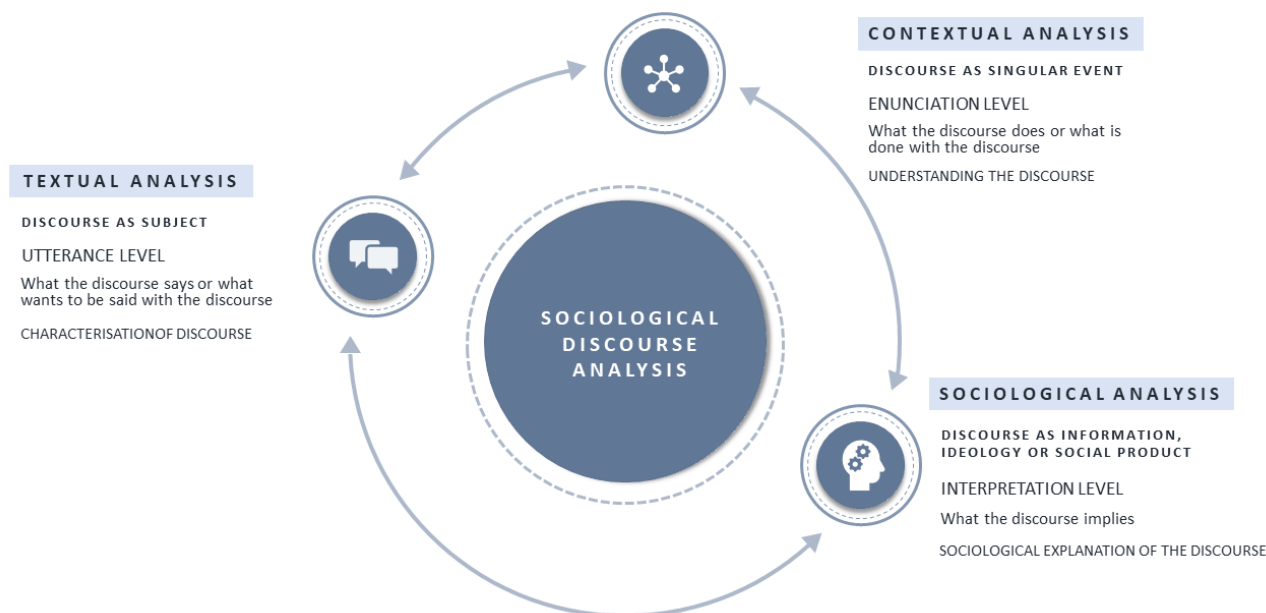 CONTEXTUAL ANALYSIS
DISCOURSE AS SINGULAR EVENT
ENUNCIATION LEVEL
What the discourse does or what is
done with the discourse
UNDERSTANDING THE DISCOURSE
TEXTUAL ANALYSIS
DISCOURSE AS SUBJECT
UTTERANCE LEVEL
What the discourse says or what
wants to be said with the discourse
CHARACTERISATIONOF DISCOURSE
SOCIOLOGICAL
DISCOURSE
ANALYSIS
SOCIOLOGICAL ANALYSIS
DISCOURSE AS INFORMATION,
IDEOLOGY OR SOCIAL PRODUCT
INTERPRETATION LEVEL
What the discourse implies
SOCIOLOGICAL EXPLANATION OF THE DISCOURSE